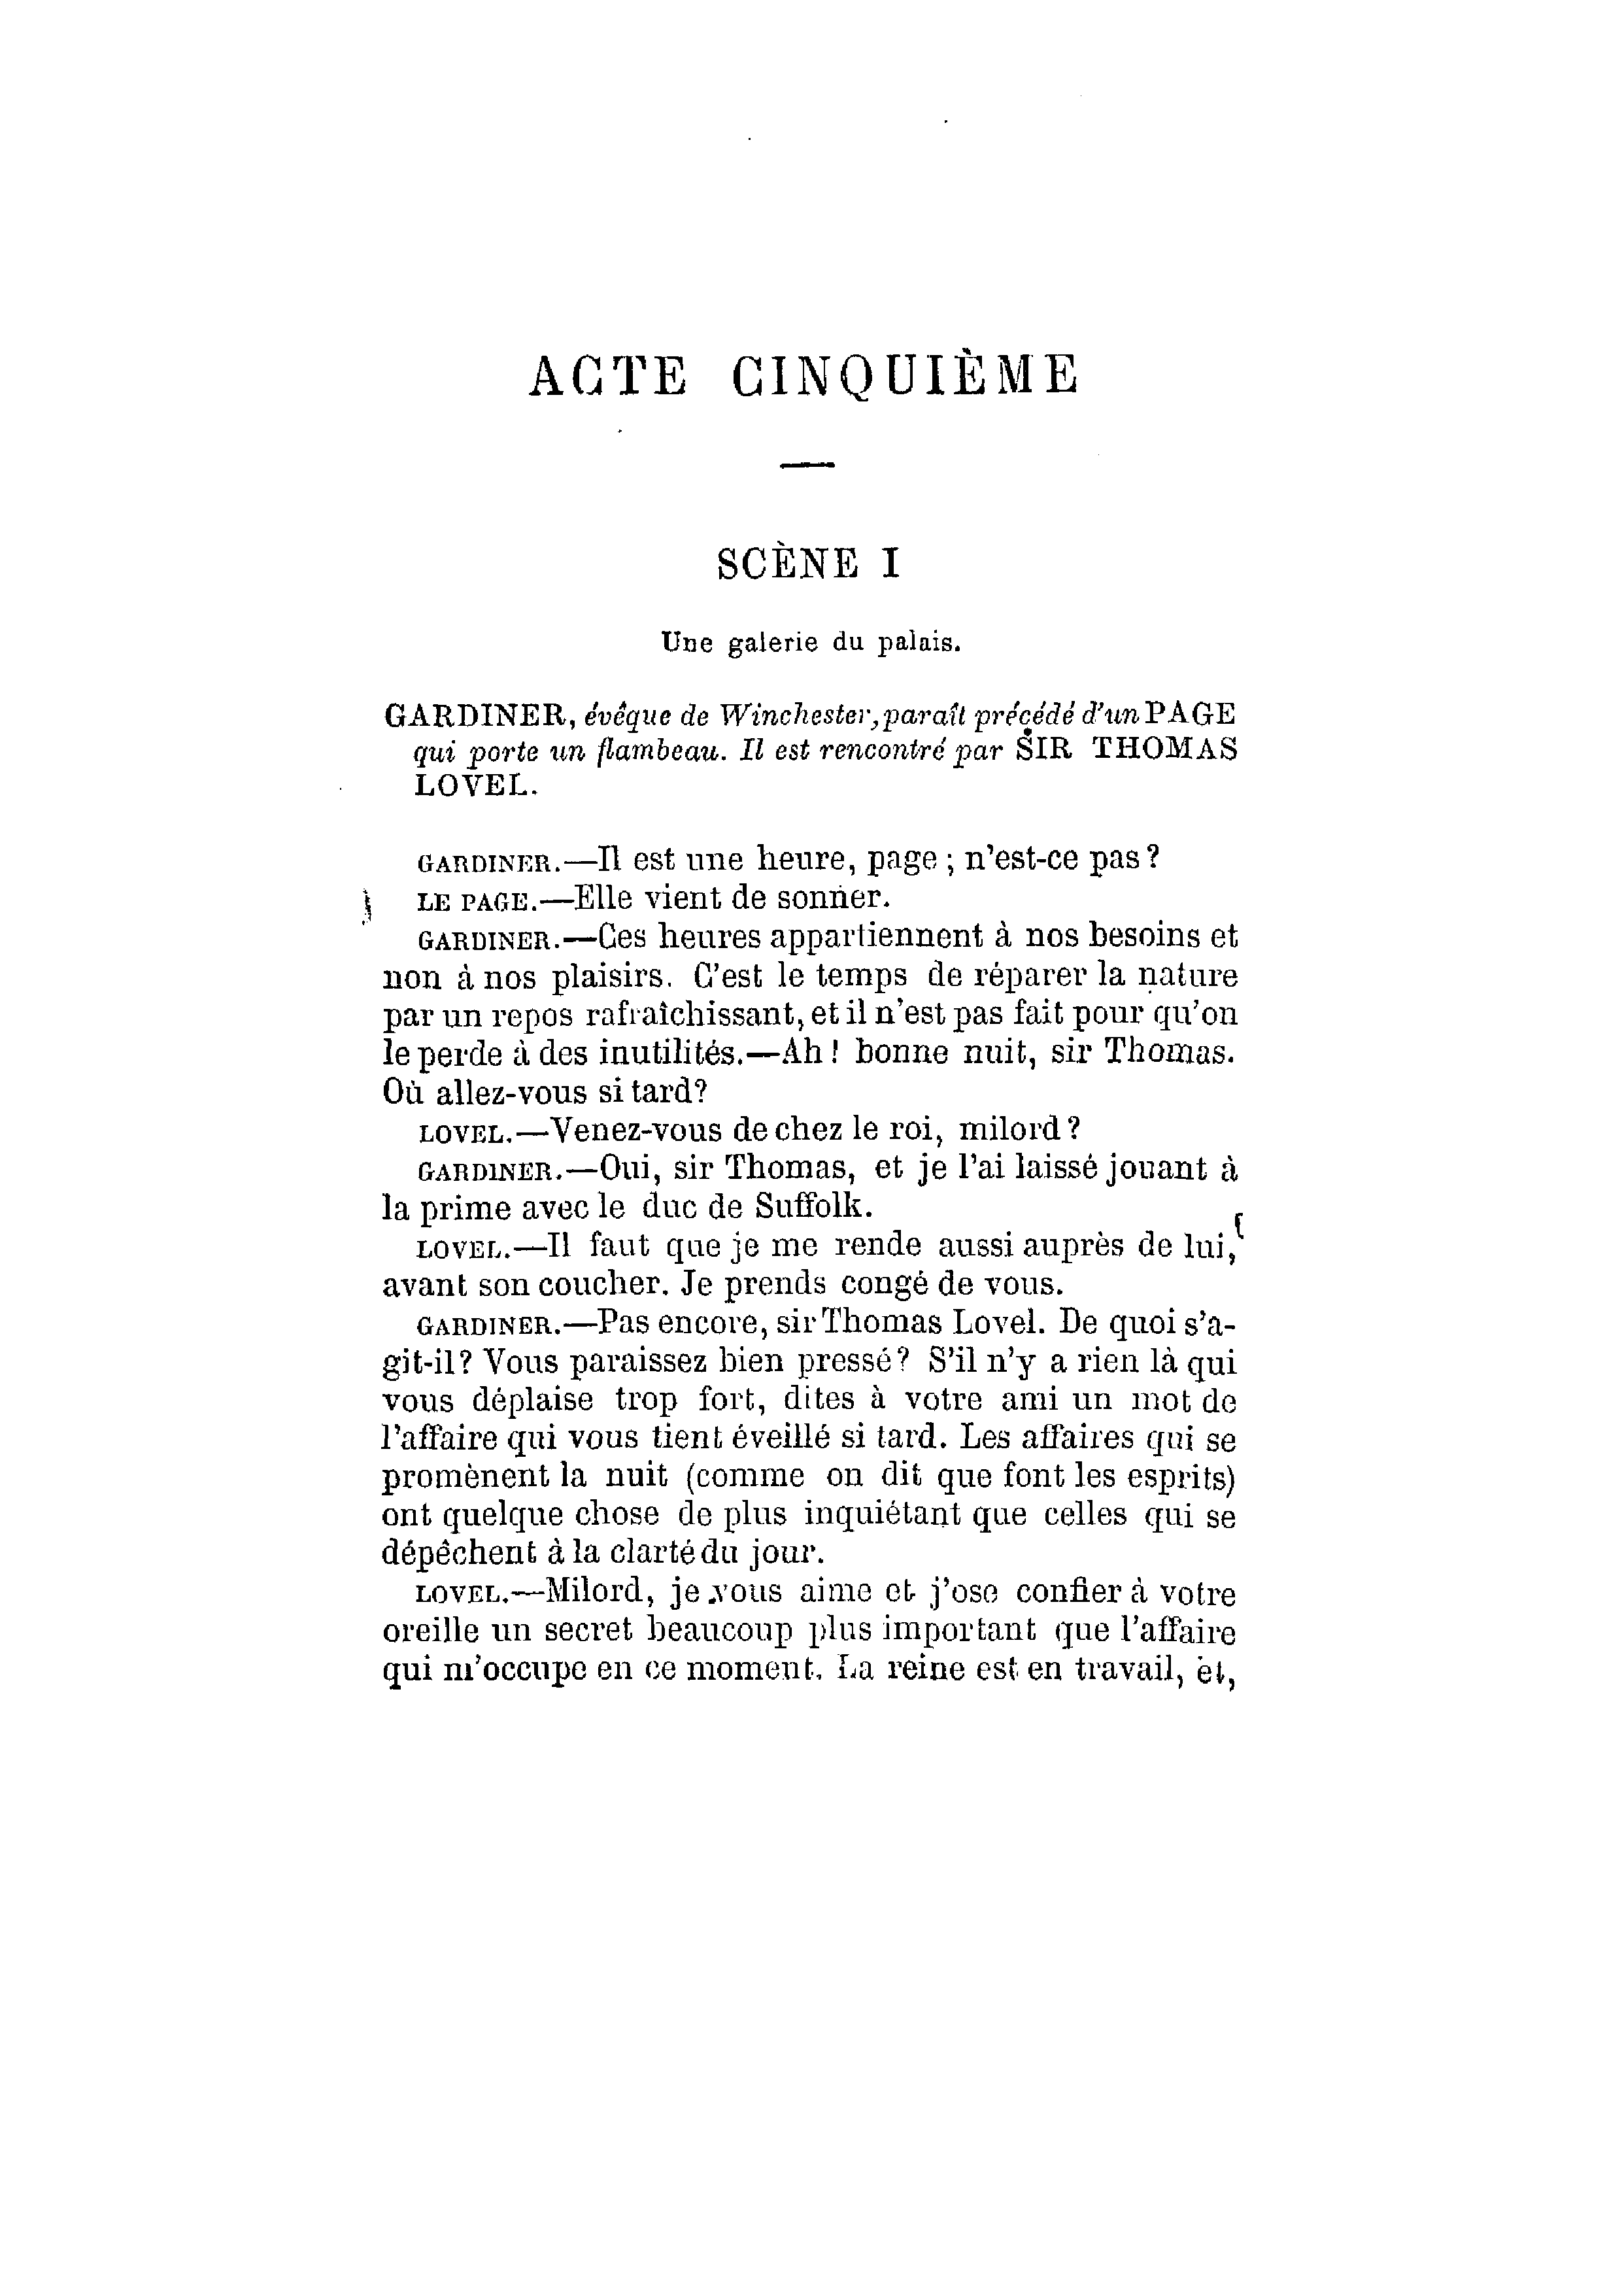 ACTE CINQUIÈME
SCÈNE I
Une galerie du palais.
GARDINER, évêque de Winchester, paraît précédé d'un PAGE
qui porte un flambeau. Il est rencontré par SIR THOMAS
LOVEL.
GARDINER.—Il est une heure, page ; n'est-ce pas ?
LE PAGE.—Elle vient de sonner.
GARDINER.—Ces heures appartiennent à nos besoins et
non à nos plaisirs. C'est le temps de réparer la nature
par un repos rafraîchissant, et il n'est pas fait pour qu'on
le perde à des inutilités.—Ah ! bonne nuit, sir Thomas.
Où allez-vous si tard?
LOVEL.—Venez-vous de chez le roi, milord ?
GARDINER.—Oui, sir Thomas, et je l'ai laissé jouant à
la prime avec le duc de Suffolk.
LOVEL.—Il faut que je me rende aussi auprès de lui,
avant son coucher. Je prends congé de vous.
GARDINER.—Pas encore, sir Thomas Lovel. De quoi s'a-
git-il? Vous paraissez bien pressé? S'il n'y a rien là qui
vous déplaise trop fort, dites à votre ami un mot de
l'affaire qui vous tient éveillé si tard. Les affaires qui se
promènent la nuit (comme on dit que font les esprits)
ont quelque chose de plus inquiétant que celles qui se
dépêchent à la clarté du jour.
LOVEL.—Milord, je vous aime et j'ose confier à votre
oreille un secret beaucoup plus important que l'affaire
qui m'occupe en ce moment. La reine est en travail, et,